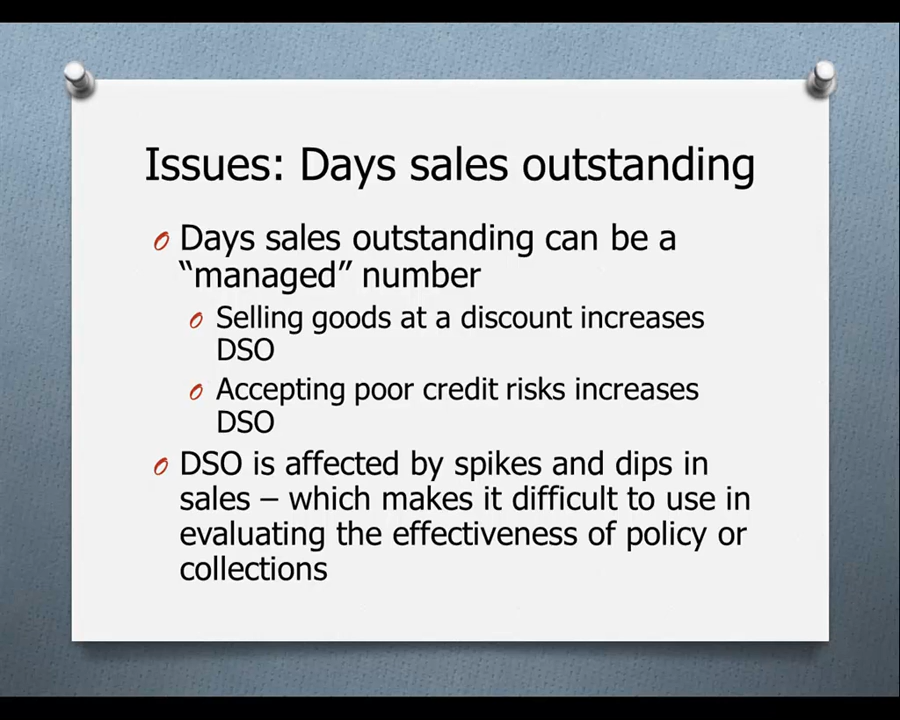 Issues: Days sales outstanding
Days sales outstanding can be a
“managed” number
Selling goods at a discount increases
DSO
Accepting poor credit risks increases
DSO
DSO is affected by spikes and dips in
sales – which makes it difficult to use in
evaluating the effectiveness of policy or
collections